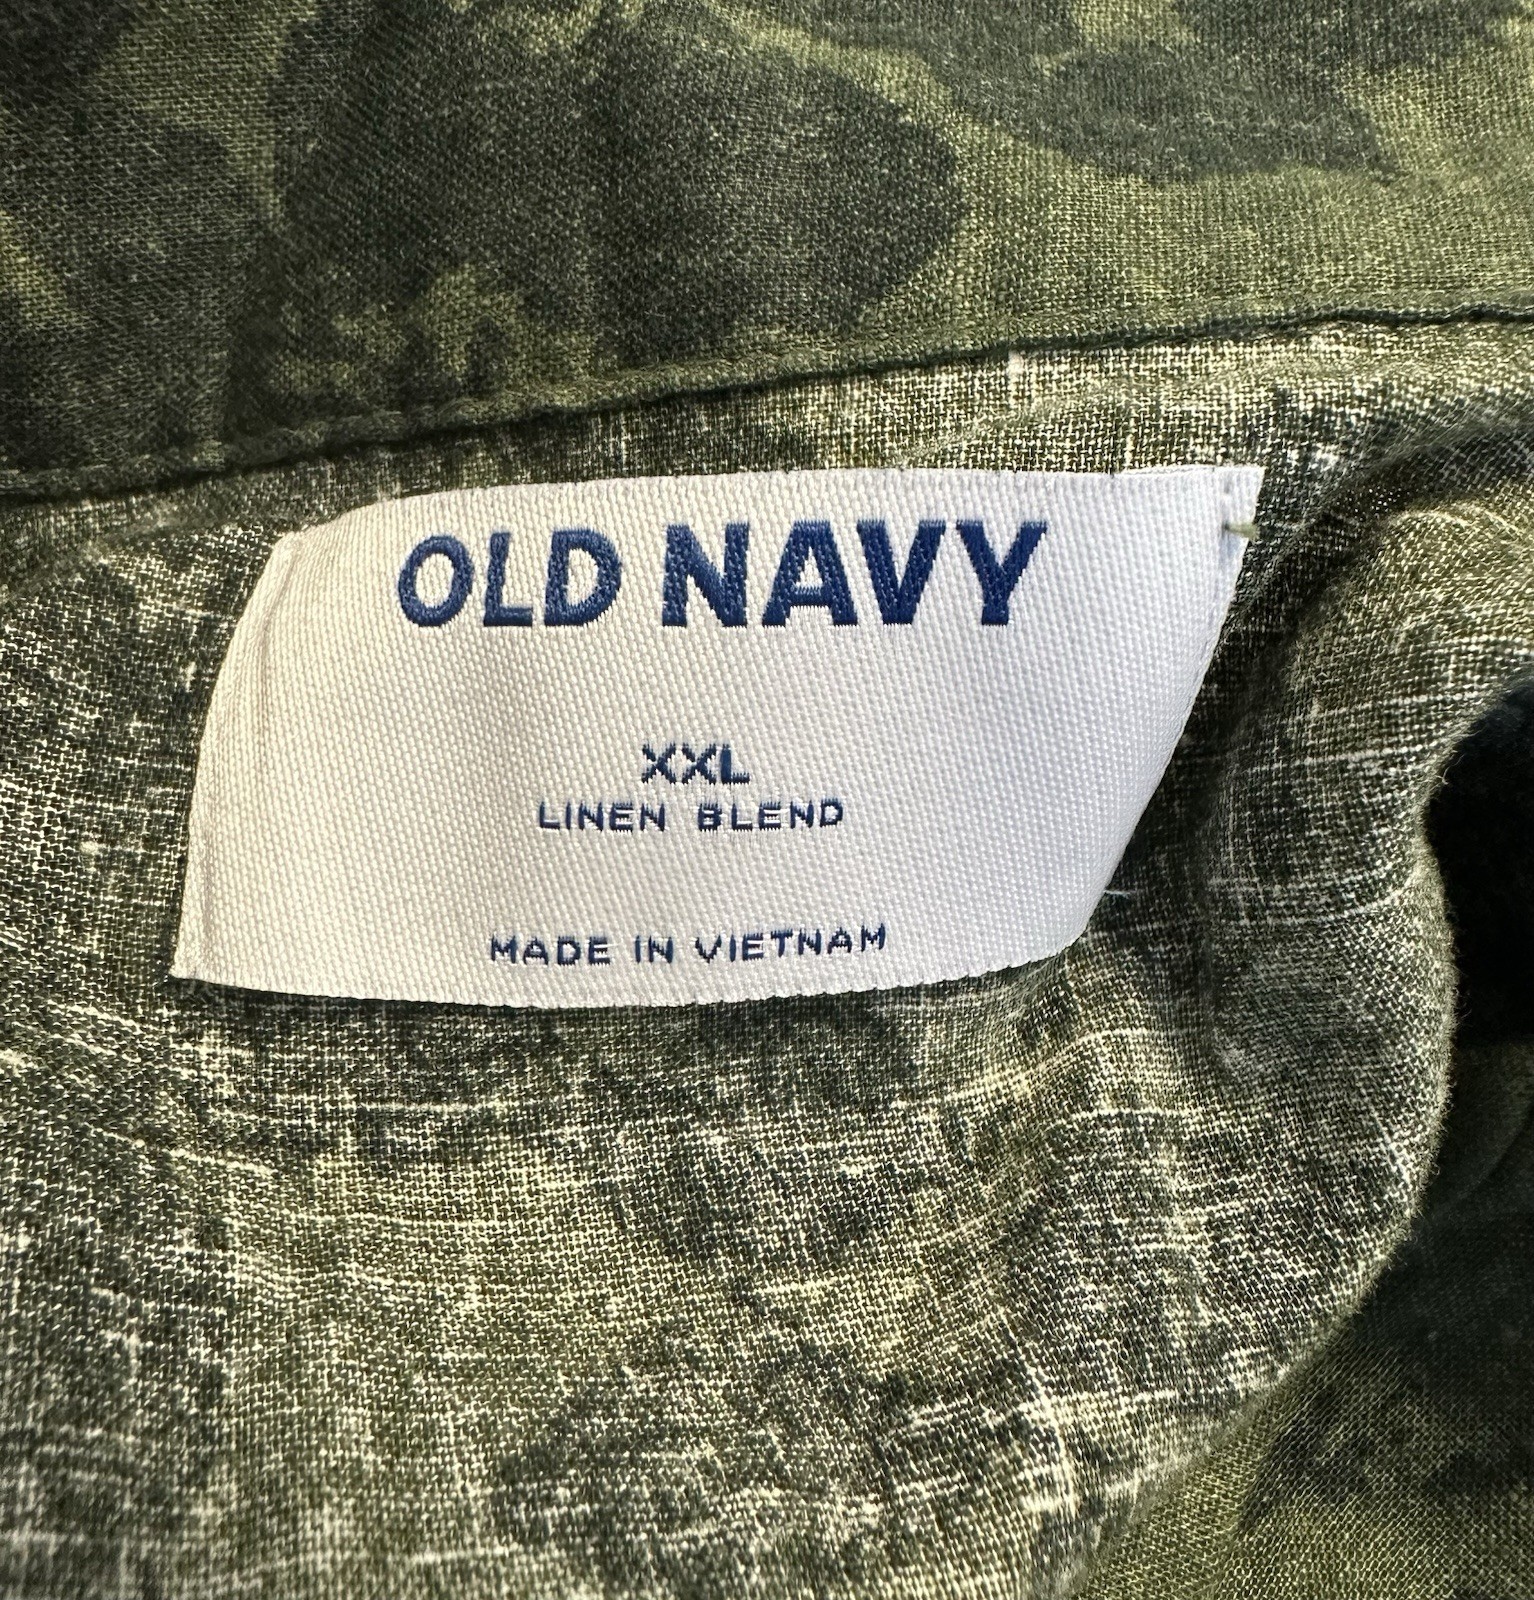 OLD NAVY
XXL
LINEN BLEND
MADE IN VIETNAM